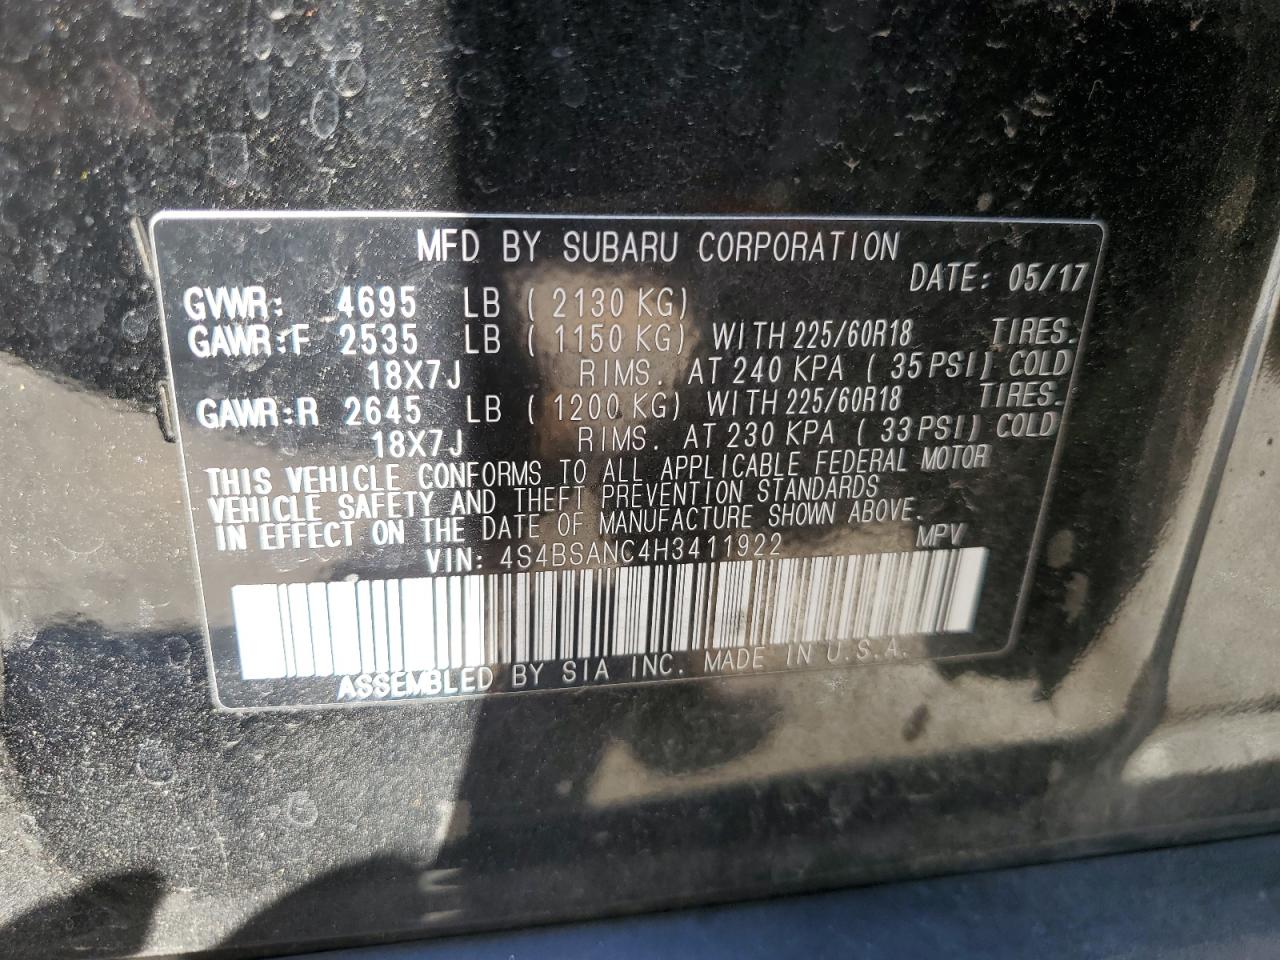 MFD BY SUBARU CORPORATION
DATE: 05/17
GVWR: 4695 LB ( 2130 KG)
GAWR:F 2535 LB ( 1150 KG) WITH 225/60R18 TIRES.
18X7J RIMS. AT 240 KPA ( 35 PSI) COLD
GAWR:R 2645 LB ( 1200 KG) WITH 225/60R18 TIRES.
18X7J RIMS. AT 230 KPA ( 33 PSI) COLD
THIS VEHICLE CONFORMS TO ALL APPLICABLE FEDERAL MOTOR
VEHICLE SAFETY AND THEFT PREVENTION STANDARDS
IN EFFECT ON THE DATE OF MANUFACTURE SHOWN ABOVE.
VIN: 4S4BSANC4H3411922 MPV
ASSEMBLED BY SIA INC. MADE IN U.S.A.